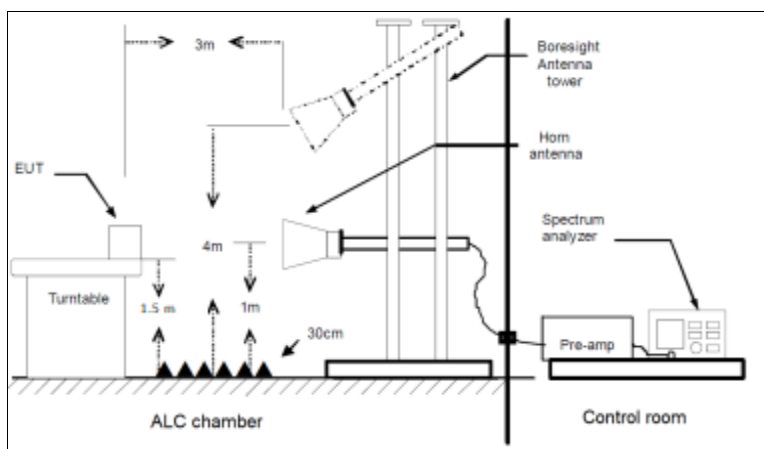 3m
Boresight
Antenna
tower
Horn
antenna
EUT
Spectrum
analyzer
4m
Turntable
1.5 m
1m
30cm
Pre-amp
ALC chamber
Control room